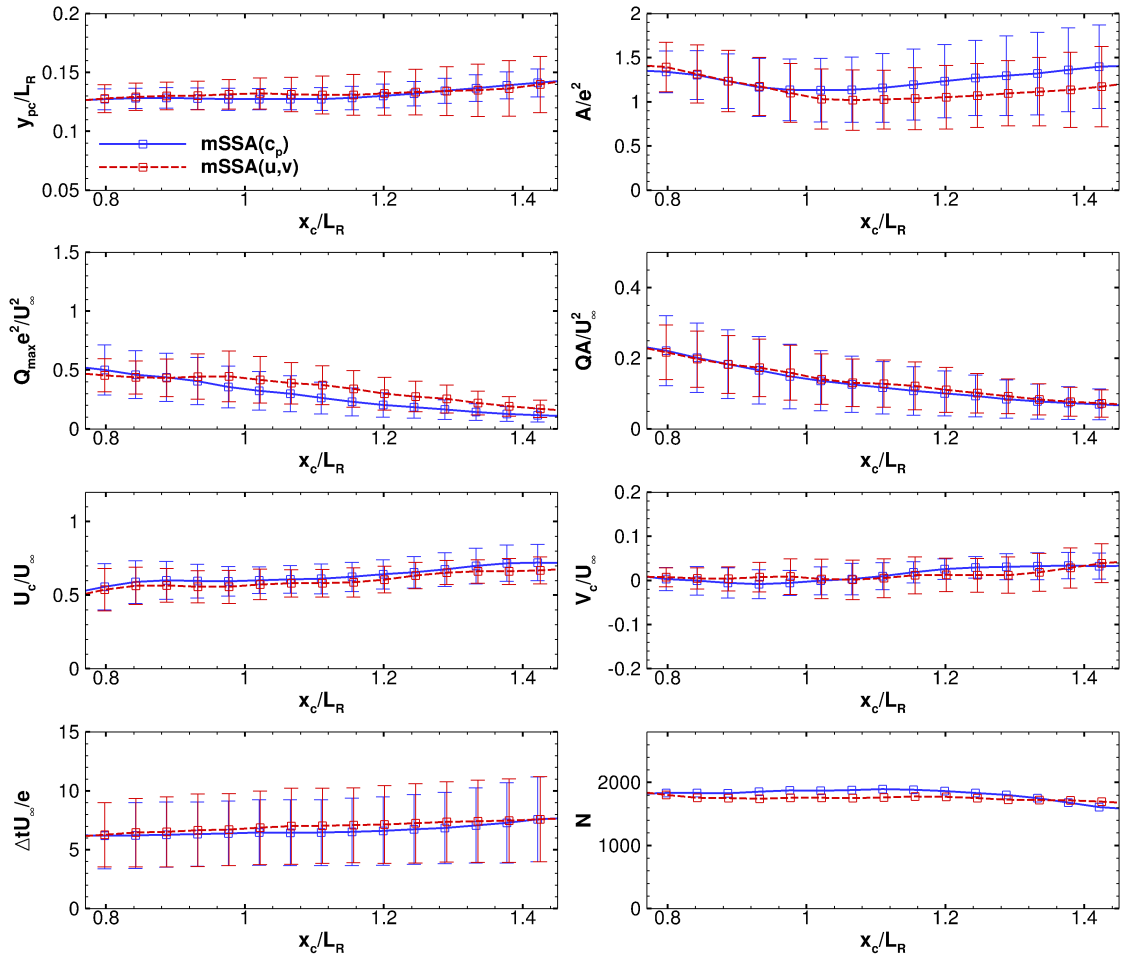 0.2
0.15
0.1
0.05
y_pc/L_R
mSSA(c_p)
mSSA(u,v)
0.8 1 1.2 1.4
x_c/L_R
2
1.5
1
0.5
0
A/e²
0.8 1 1.2 1.4
x_c/L_R
1.5
1
0.5
0
Q_max e²/U²_∞
0.8 1 1.2 1.4
x_c/L_R
0.4
0.2
0
QA/U²_∞
0.8 1 1.2 1.4
x_c/L_R
1
0.5
0
U_c/U_∞
0.8 1 1.2 1.4
x_c/L_R
0.2
0.1
0
-0.1
-0.2
V_c/U_∞
0.8 1 1.2 1.4
x_c/L_R
15
10
5
0
ΔtU_∞/e
0.8 1 1.2 1.4
x_c/L_R
2000
1000
0
N
0.8 1 1.2 1.4
x_c/L_R